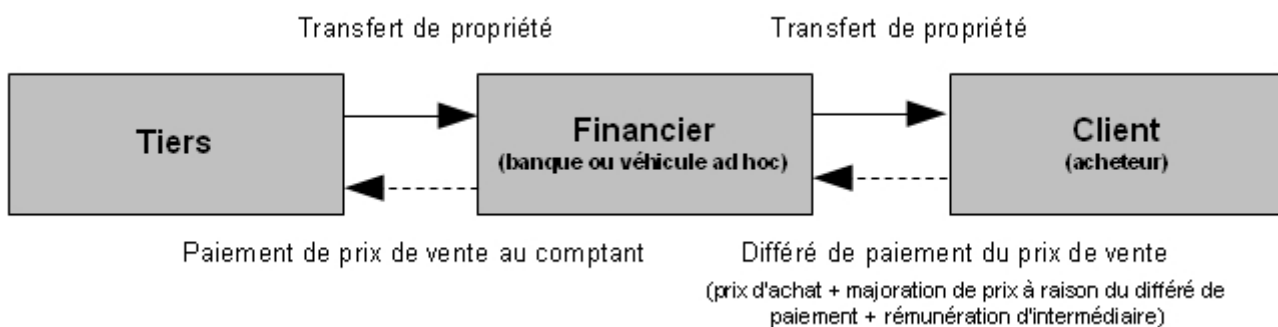 Transfert de propriété
Transfert de propriété
Tiers
Financier
(banque ou véhicule ad hoc)
Client
(acheteur)
Paiement de prix de vente au comptant
Différé de paiement du prix de vente
(prix d'achat + majoration de prix à raison du différé de
paiement + rémunération d'intermédiaire)